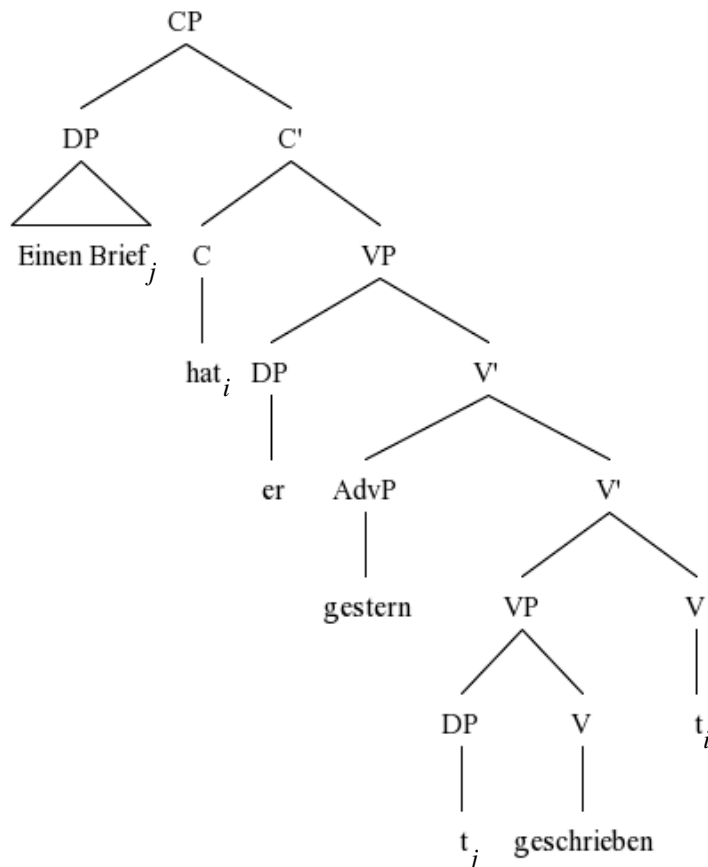 CP
DP C'
Einen Brief j C VP
hat i DP V'
er AdvP V'
gestern VP V
DP V t i
t j geschrieben